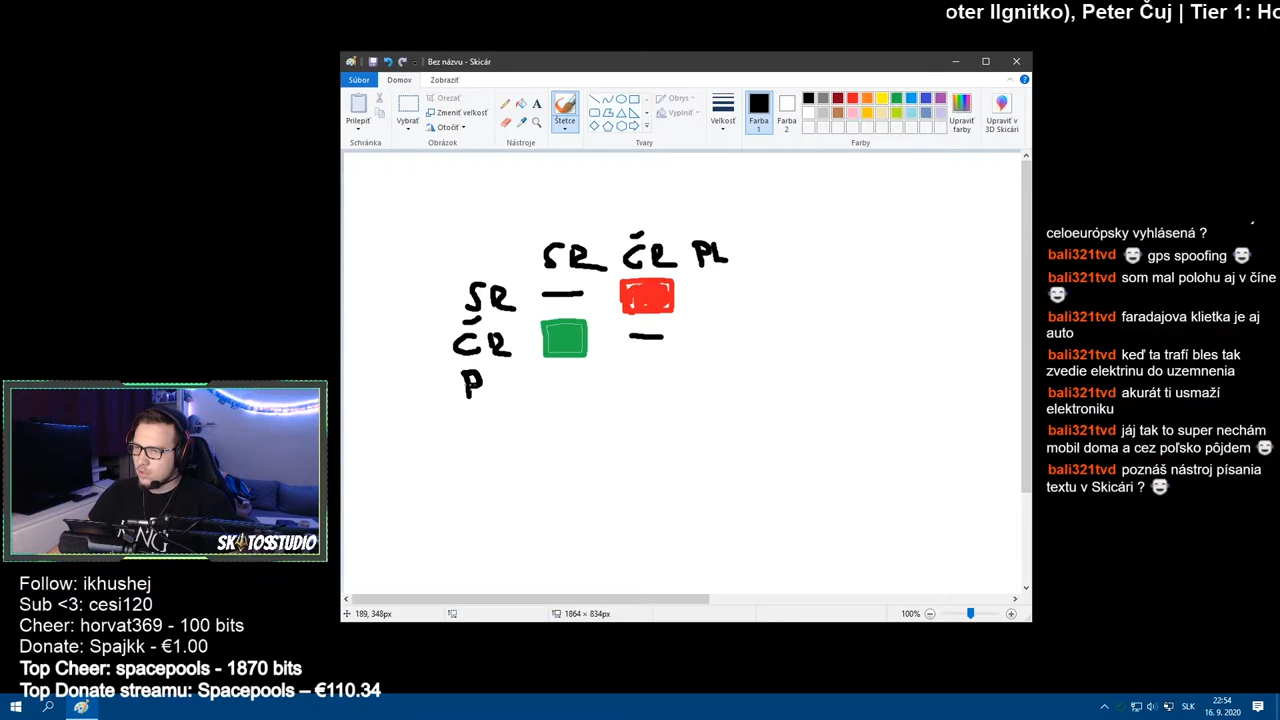 oter IIgnitko), Peter Čuj | Tier 1: Ho
Bez názvu - Skicár
Súbor
Domov
Zobraziť
Prilepiť
Schránka
Vybrať
Orezať
Zmeniť veľkosť
Otočiť
Obrázok
Nástroje
Štetce
Obrys
Vyplniť
Tvary
Veľkosť
Farba 1
Farba 2
Upraviť farby
Farby
Upraviť v 3D Skicári
SR ČR PL
SR —
ČR —
P
celoeurópsky vyhlásená ?
bali321tvd gps spoofing
bali321tvd som mal polohu aj v číne
bali321tvd faradajova klietka je aj
auto
bali321tvd keď ta trafí bles tak
zvedie elektrinu do uzemnenia
bali321tvd akurát ti usmaží
elektroniku
bali321tvd jáj tak to super nechám
mobil doma a cez poľsko pôjdem
bali321tvd poznáš nástroj písania
textu v Skicári ?
KING
SKATOSSTUDIO
Follow: ikhushej
Sub <3: cesi120
Cheer: horvat369 - 100 bits
Donate: Spajkk - €1.00
Top Cheer: spacepools - 1870 bits
Top Donate streamu: Spacepools – €110.34
189, 348px
1864 × 834px
100%
SLK
22:54
16. 9. 2020